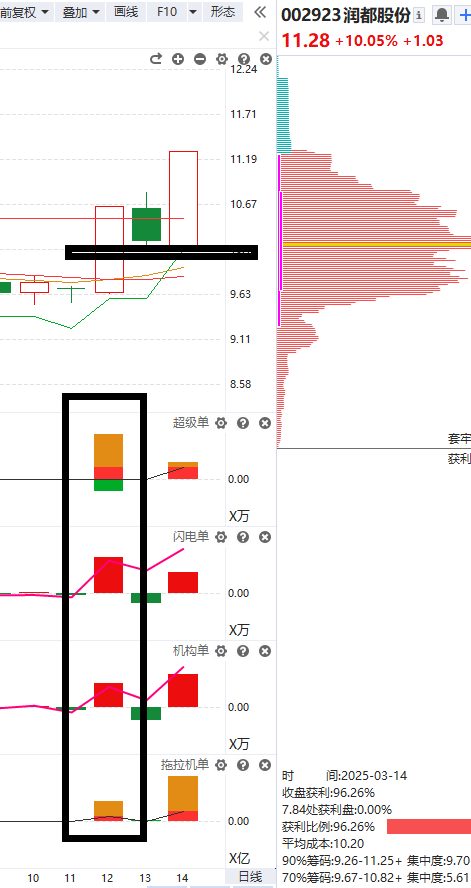 前复权 叠加 画线 F10 形态
002923 润都股份
11.28 +10.05% +1.03
12.24
11.71
11.19
10.67
9.63
9.11
8.58
套牢
获利
超级单
0.00
X万
闪电单
0.00
X万
机构单
0.00
X万
拖拉机单
0.00
X亿
10 11 12 13 14 日线
时 间:2025-03-14
收盘获利:96.26%
7.84处获利盘:0.00%
获利比例:96.26%
平均成本:10.20
90%筹码:9.26-11.25+ 集中度:9.70
70%筹码:9.67-10.82+ 集中度:5.61